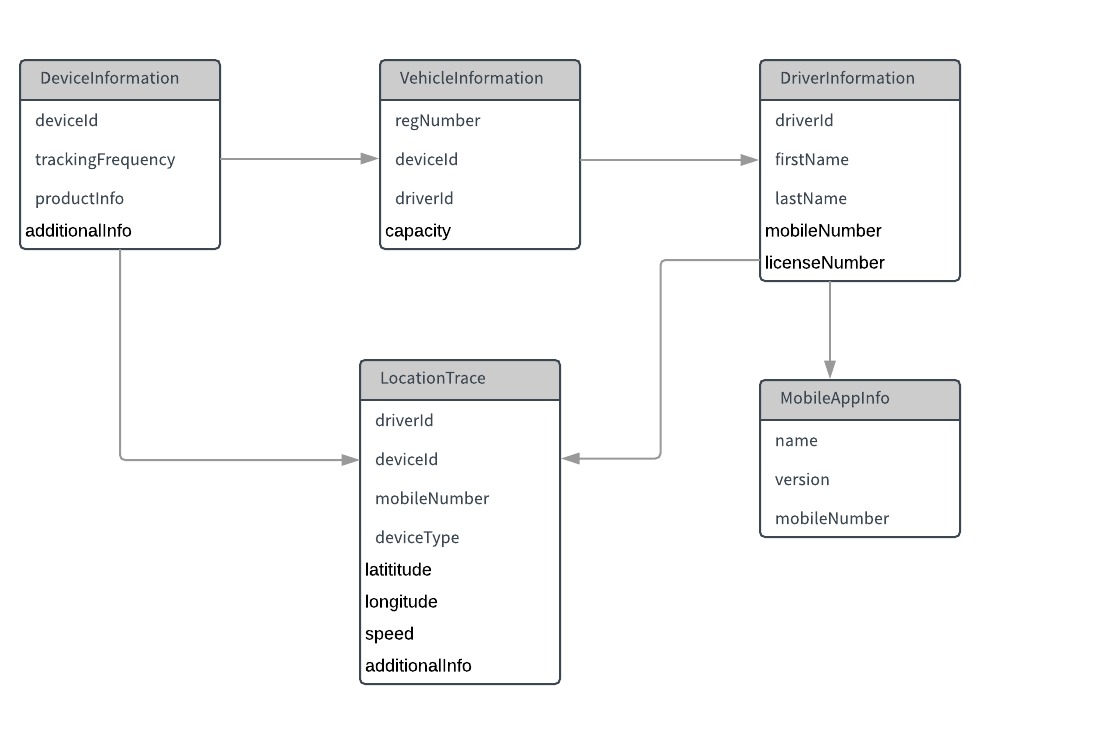 DeviceInformation
deviceId
trackingFrequency
productInfo
additionalInfo
VehicleInformation
regNumber
deviceId
driverId
capacity
DriverInformation
driverId
firstName
lastName
mobileNumber
licenseNumber
LocationTrace
driverId
deviceId
mobileNumber
deviceType
latititude
longitude
speed
additionalInfo
MobileAppInfo
name
version
mobileNumber